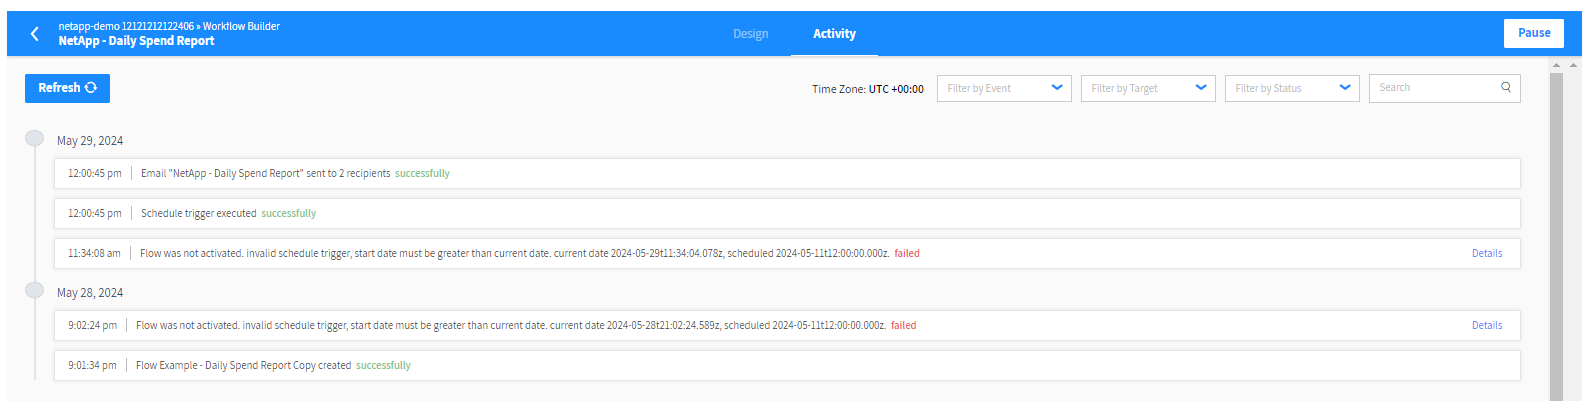 netapp-demo 12121212122406 » Workflow Builder
NetApp - Daily Spend Report
Design
Activity
Pause
Refresh
Time Zone: UTC +00:00
Filter by Event
Filter by Target
Filter by Status
Search
May 29, 2024
12:00:45 pm Email "NetApp - Daily Spend Report" sent to 2 recipients successfully
12:00:45 pm Schedule trigger executed successfully
11:34:08 am Flow was not activated. invalid schedule trigger, start date must be greater than current date. current date 2024-05-29t11:34:04.078z, scheduled 2024-05-11t12:00:00.000z. failed Details
May 28, 2024
9:02:24 pm Flow was not activated. invalid schedule trigger, start date must be greater than current date. current date 2024-05-28t21:02:24.589z, scheduled 2024-05-11t12:00:00.000z. failed Details
9:01:34 pm Flow Example - Daily Spend Report Copy created successfully